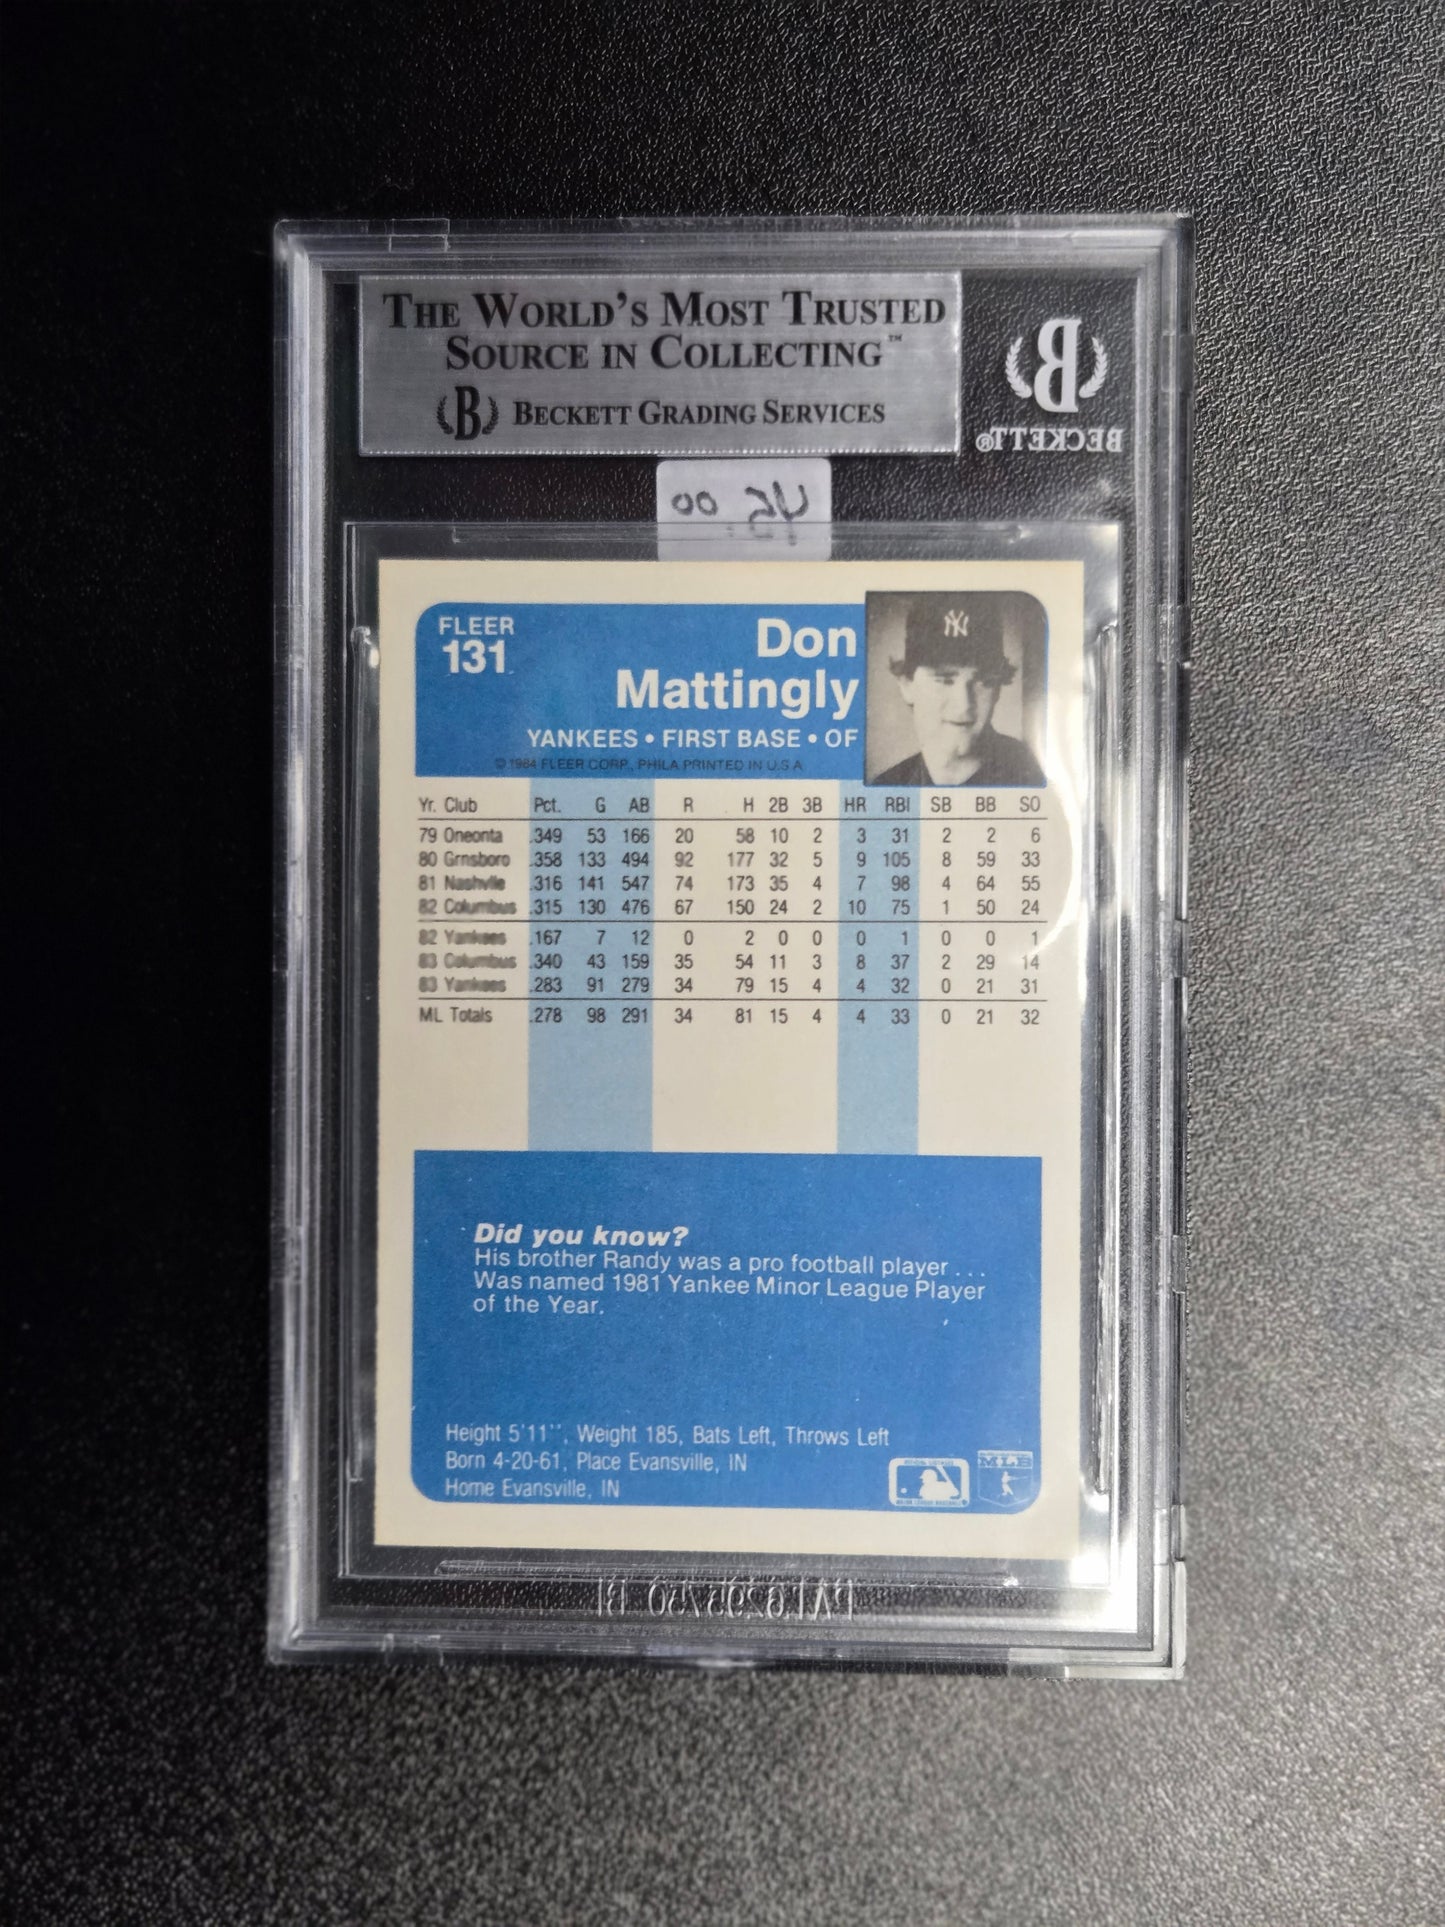 THE WORLD'S MOST TRUSTED
SOURCE IN COLLECTING™
B BECKETT GRADING SERVICES
B
BECKETT®
45.00
FLEER
131
Don
Mattingly
YANKEES • FIRST BASE • OF
© 1984 FLEER CORP., PHILA PRINTED IN U.S.A
Yr. Club Pct. G AB R H 2B 3B HR RBI SB BB SO
79 Oneonta .349 53 166 20 58 10 2 3 31 2 2 6
80 Grnsboro .358 133 494 92 177 32 5 9 105 8 59 33
81 Nashvlle .316 141 547 74 173 35 4 7 98 4 64 55
82 Columbus .315 130 476 67 150 24 2 10 75 1 50 24
82 Yankees .167 7 12 0 2 0 0 0 1 0 0 1
83 Columbus .340 43 159 35 54 11 3 8 37 2 29 14
83 Yankees .283 91 279 34 79 15 4 4 32 0 21 31
ML Totals .278 98 291 34 81 15 4 4 33 0 21 32
Did you know?
His brother Randy was a pro football player ...
Was named 1981 Yankee Minor League Player
of the Year.
Height 5'11'', Weight 185, Bats Left, Throws Left
Born 4-20-61, Place Evansville, IN
Home Evansville, IN
MLB